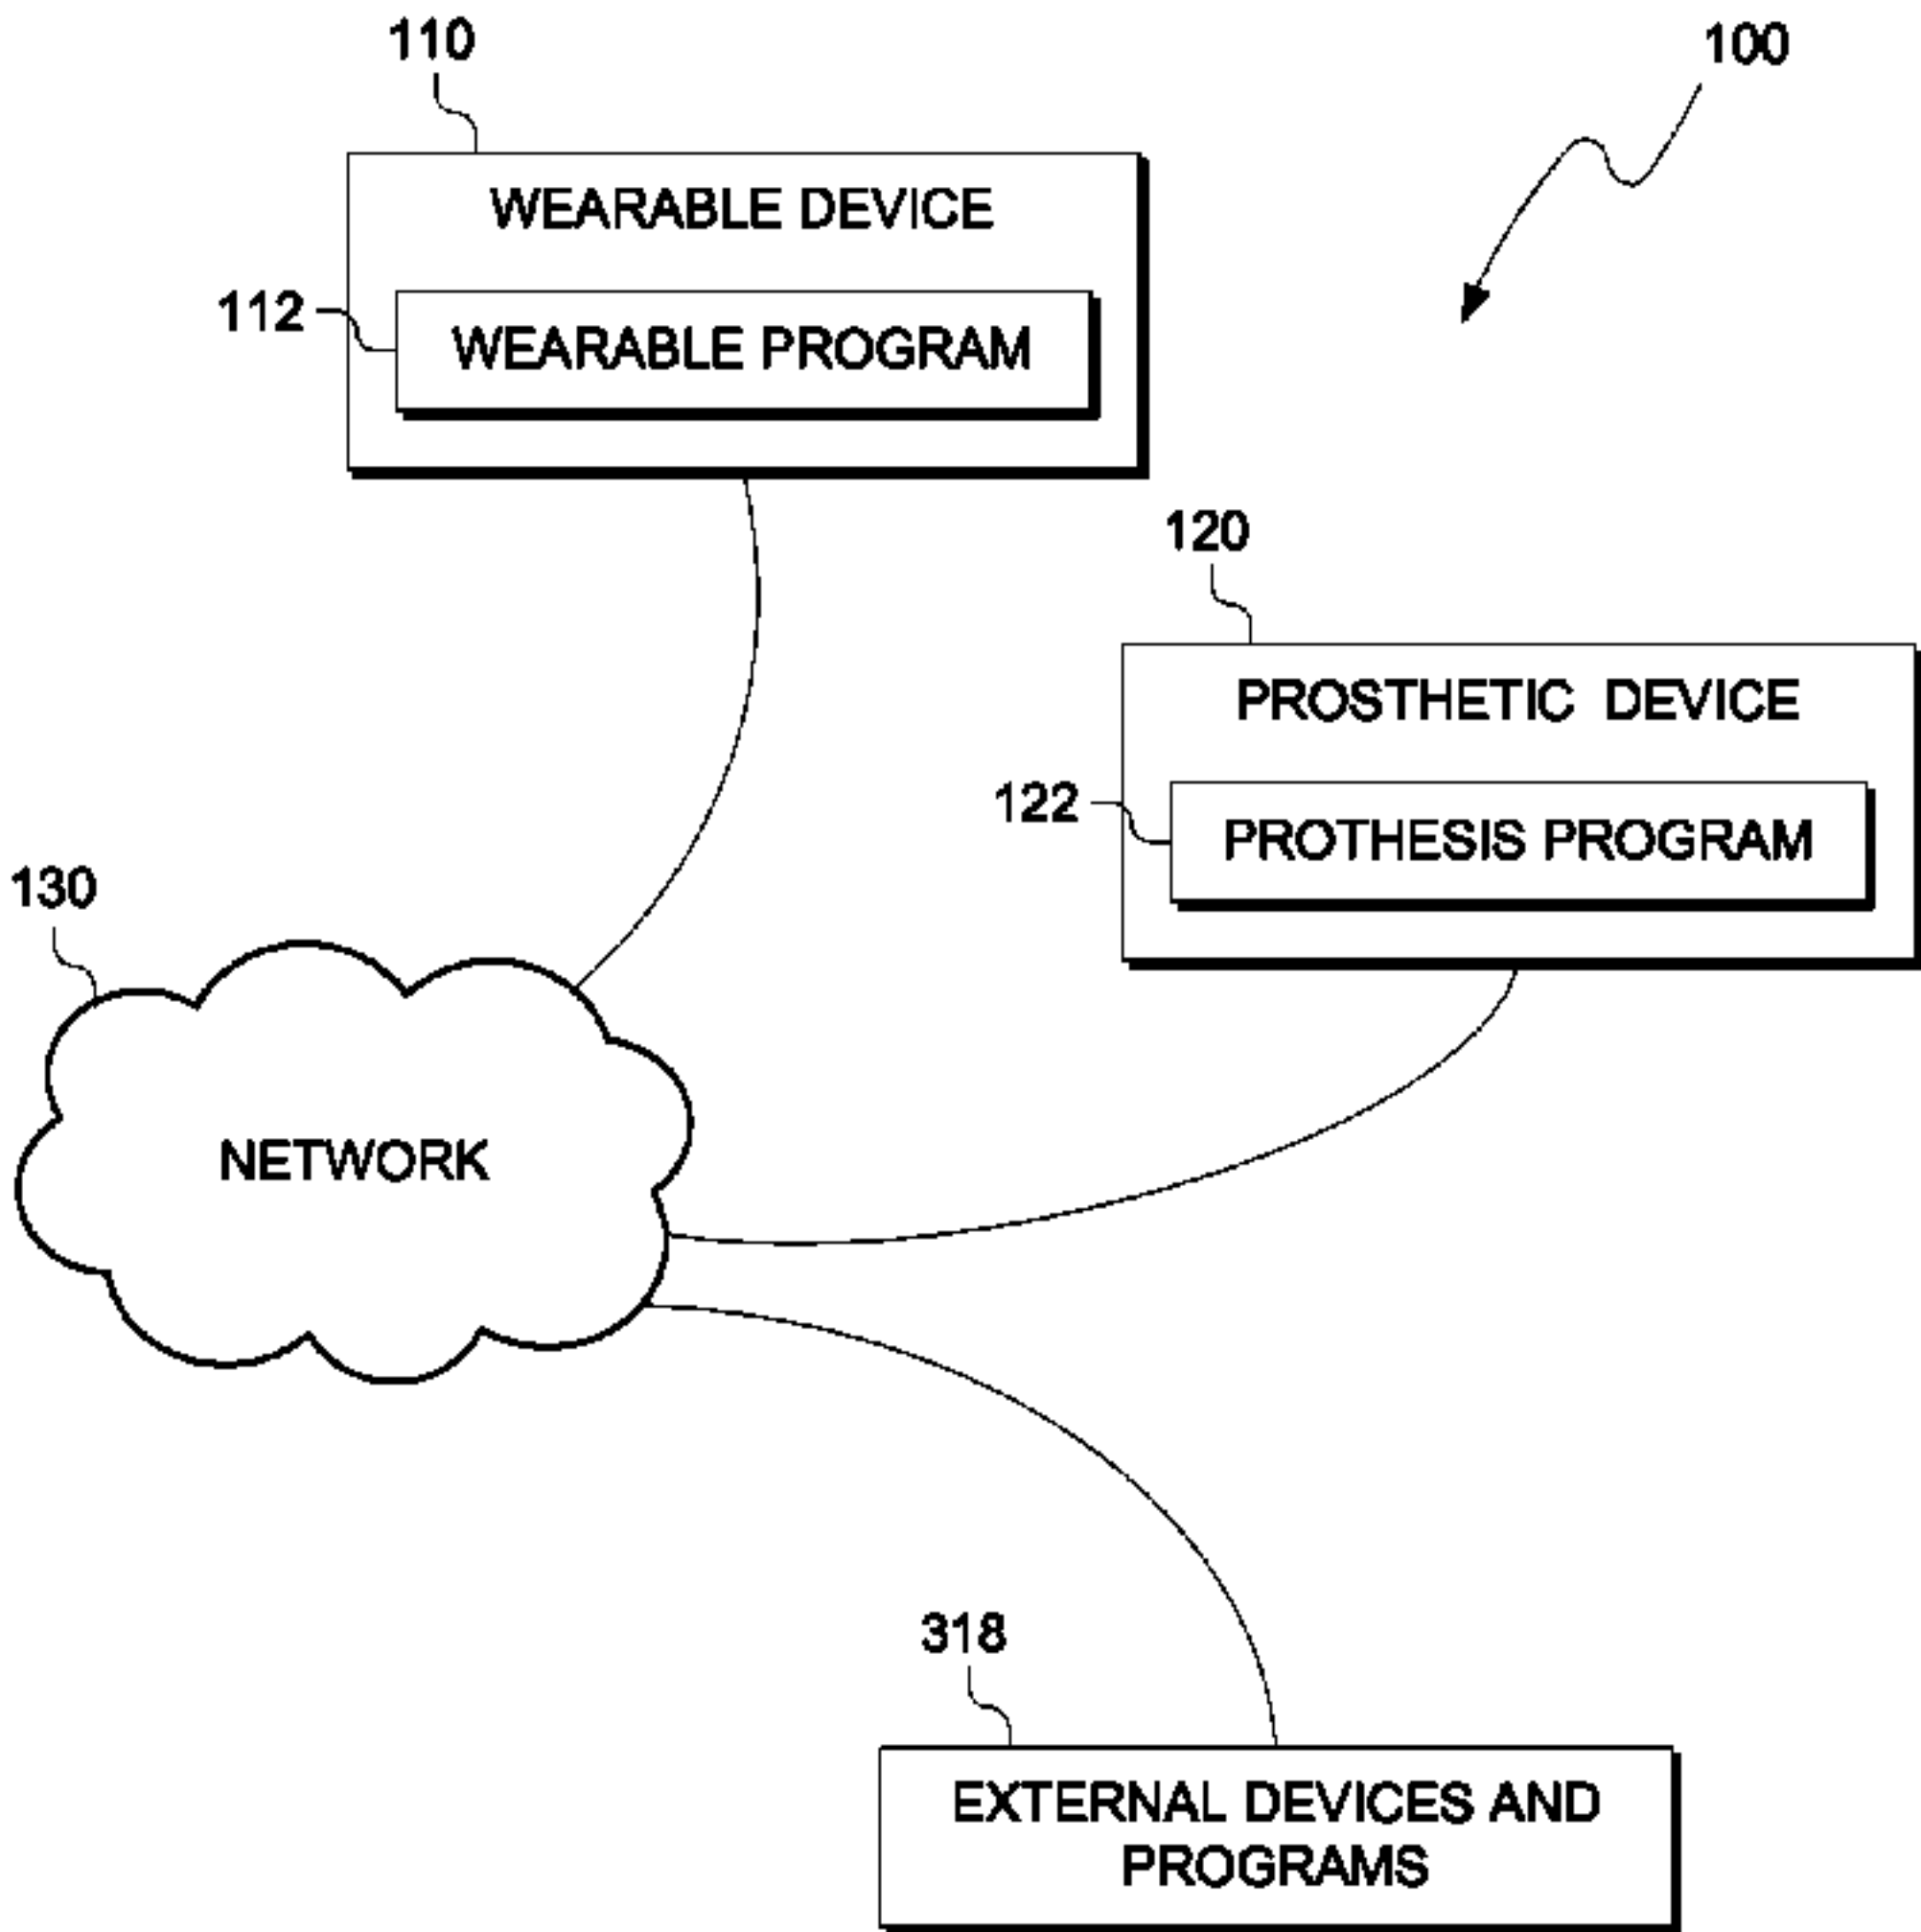 110
100
WEARABLE DEVICE
112
WEARABLE PROGRAM
120
PROSTHETIC DEVICE
122
PROTHESIS PROGRAM
130
NETWORK
318
EXTERNAL DEVICES AND
PROGRAMS